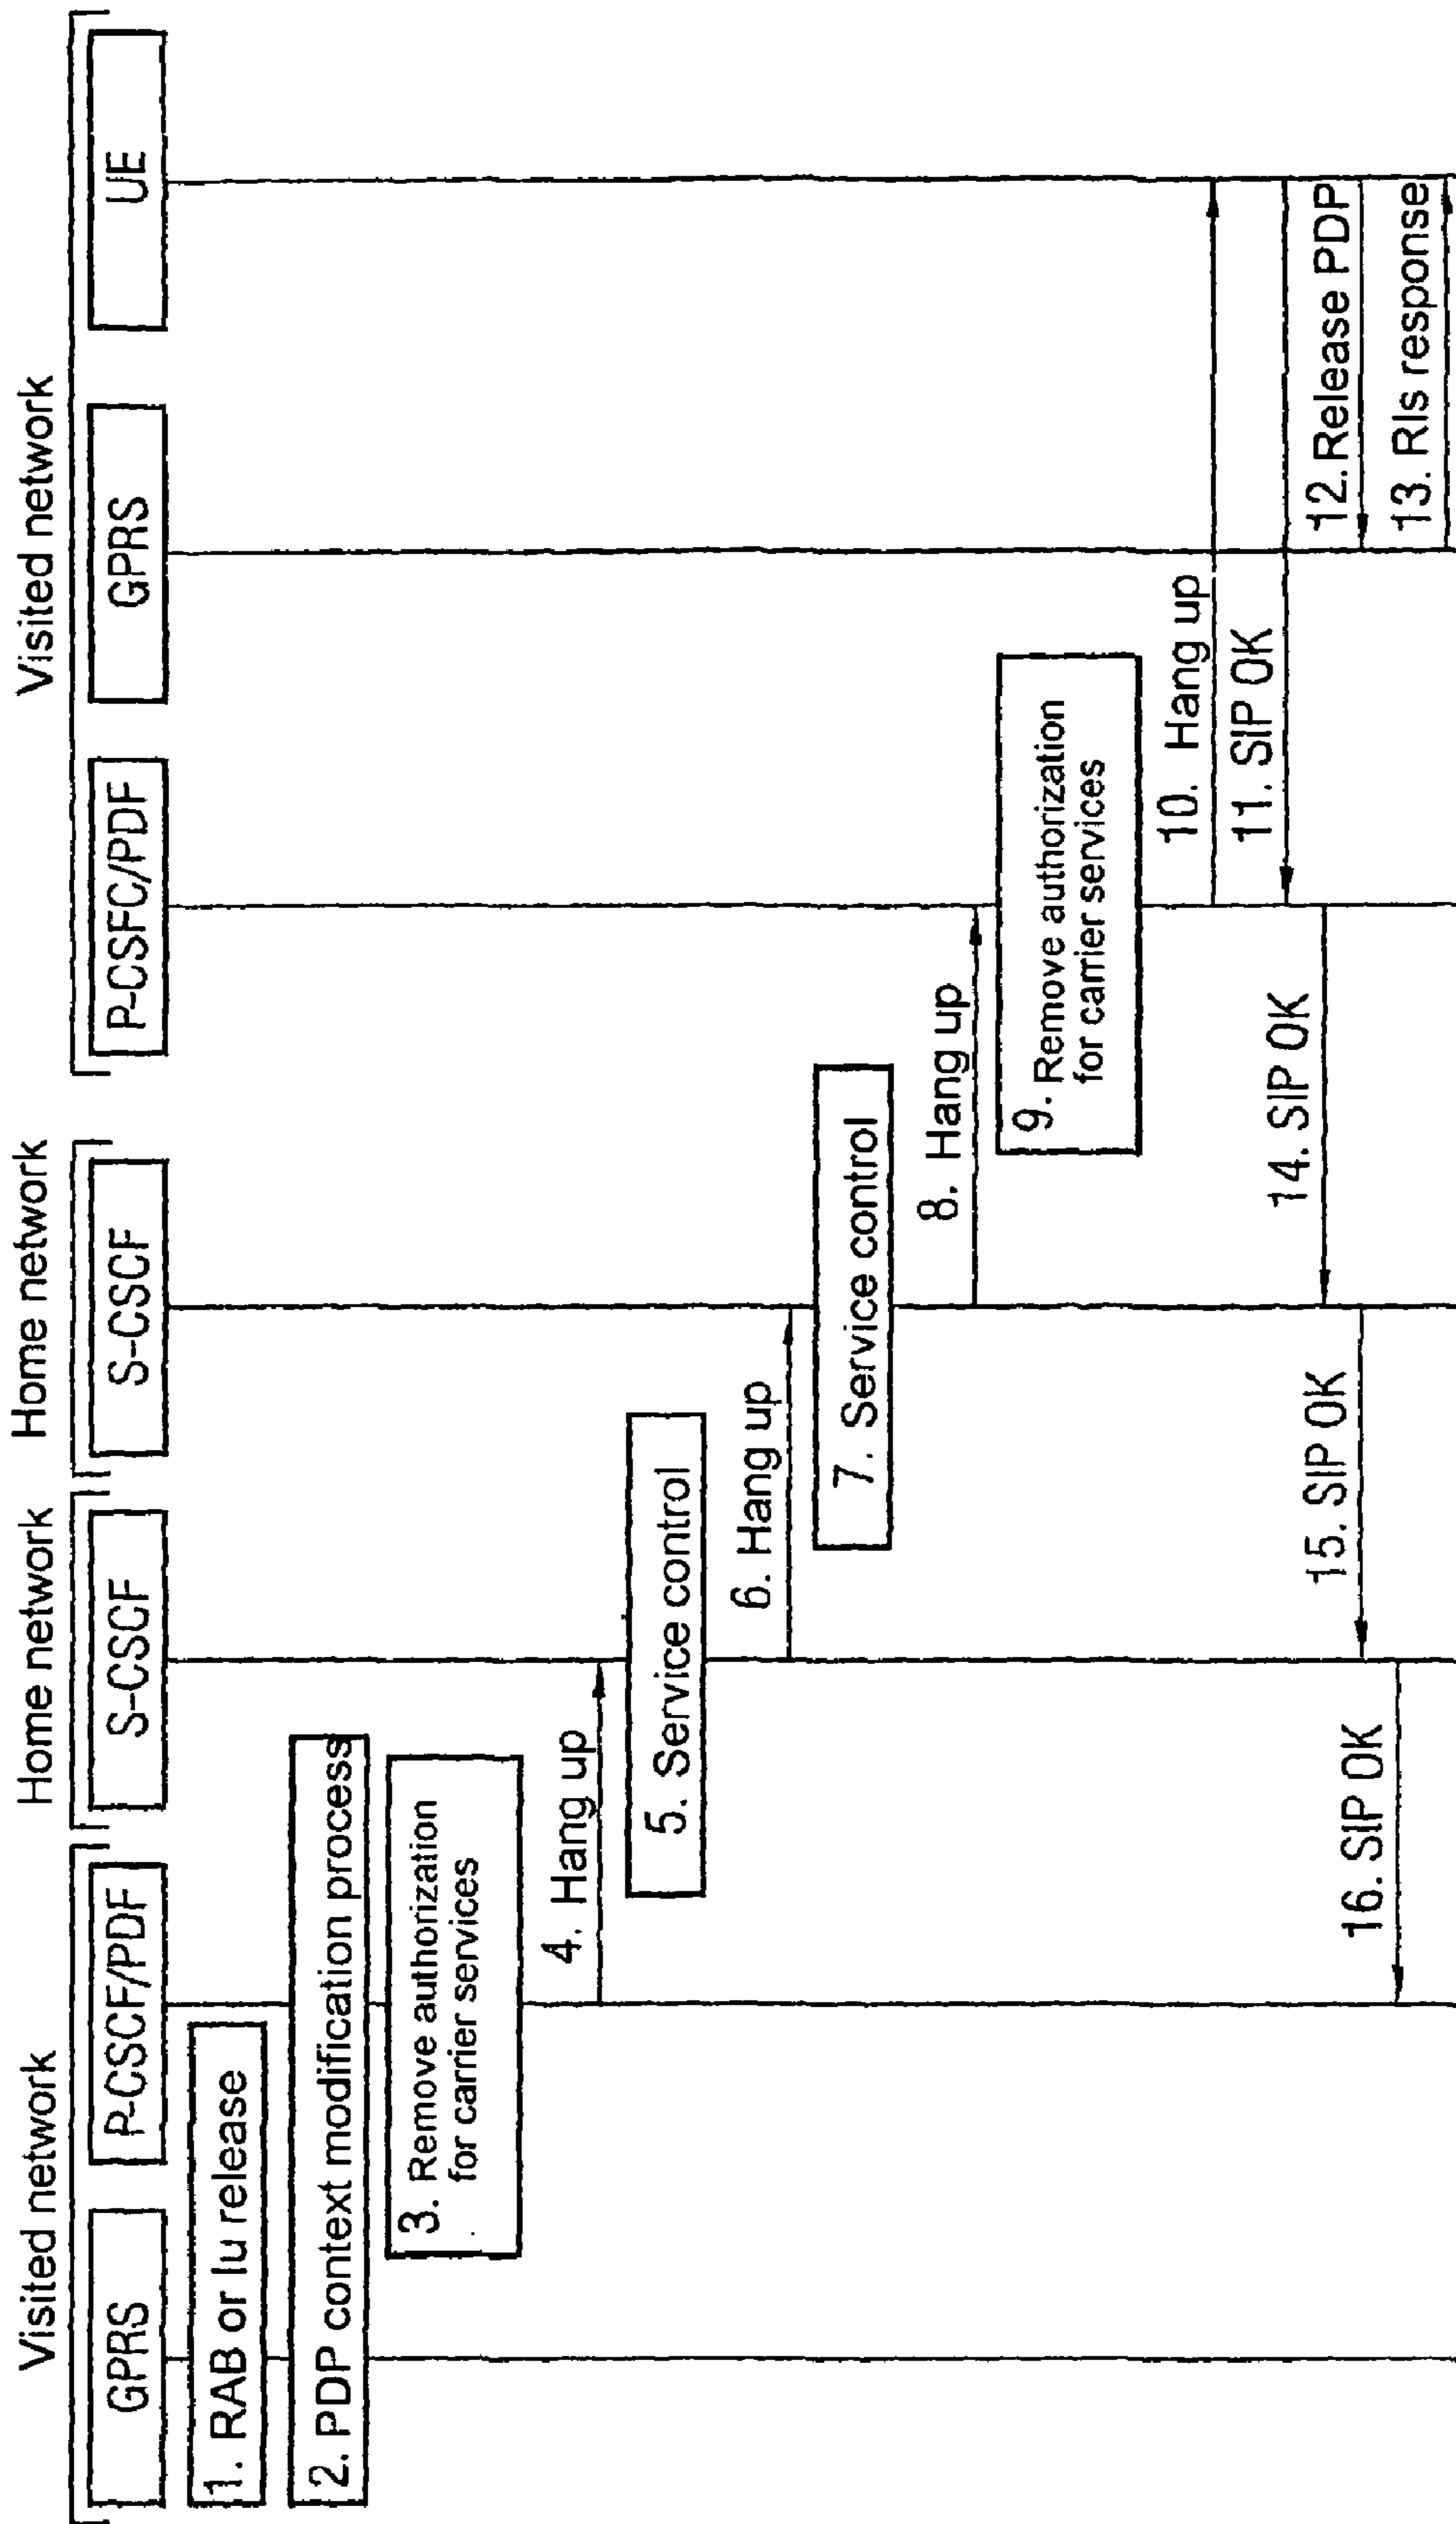 Visited network
Home network
Home network
Visited network
GPRS
P-CSCF/PDF
S-CSCF
S-CSCF
P-CSFC/PDF
GPRS
UE
1. RAB or Iu release
2. PDP context modification process
3. Remove authorization
for carrier services
4. Hang up
5. Service control
6. Hang up
7. Service control
8. Hang up
9. Remove authorization
for carrier services
10. Hang up
11. SIP OK
12. Release PDP
13. Rls response
14. SIP OK
15. SIP OK
16. SIP OK